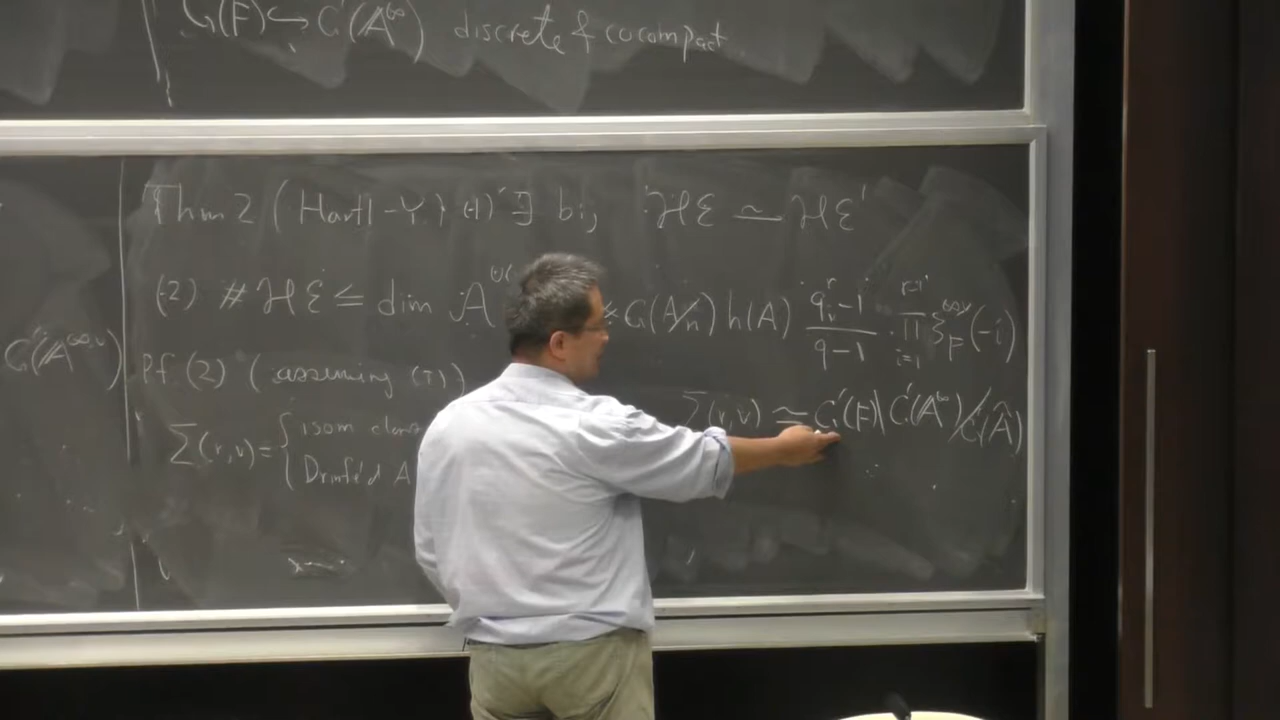 G(F) ↪ G'(𝔸^∞) discrete & cocompact
Thm 2 (Hartl-Y) (1) ∃ bij ℋℰ ≃ ℋℰ'
(2) #ℋℰ ≤ dim 𝒜 G(A/n) h(A) (q_v^r - 1)/(q - 1) · ∏_{i=1}^{r-1} ζ_F^{∞,v}(-i)
G'(𝔸^{∞,v})
Pf (2) (assuming (1))
Σ(r,v) = { isom
Drinfeld A
Σ(r,v) ≃ G'(F)\G'(𝔸^∞)/G'(Â)